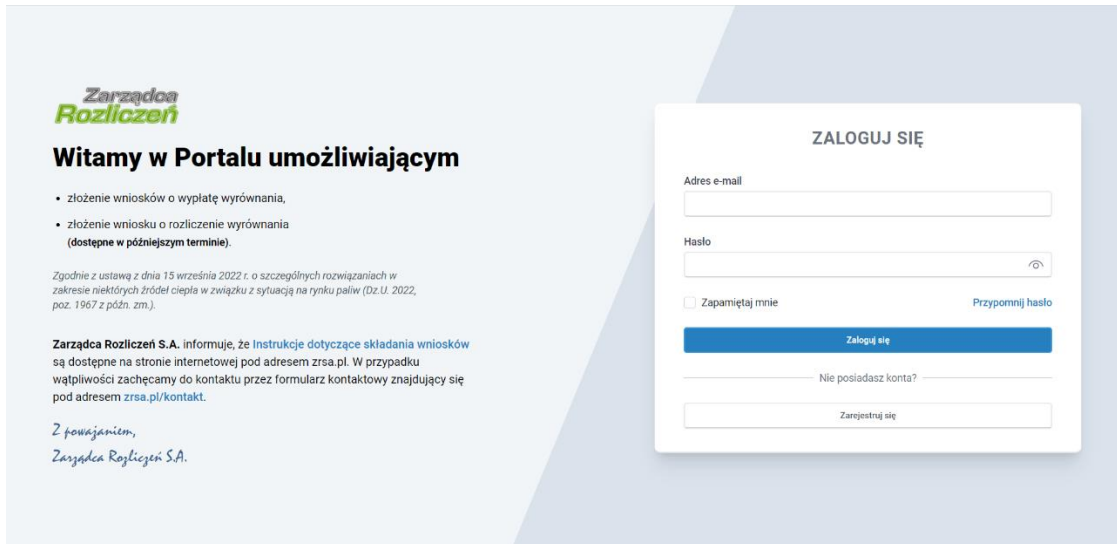 Zarządca
Rozliczeń
Witamy w Portalu umożliwiającym
• złożenie wniosków o wypłatę wyrównania,
• złożenie wniosku o rozliczenie wyrównania
(dostępne w późniejszym terminie).
Zgodnie z ustawą z dnia 15 września 2022 r. o szczególnych rozwiązaniach w
zakresie niektórych źródeł ciepła w związku z sytuacją na rynku paliw (Dz.U. 2022,
poz. 1967 z późn. zm.).
Zarządca Rozliczeń S.A. informuje, że Instrukcje dotyczące składania wniosków
są dostępne na stronie internetowej pod adresem zrsa.pl. W przypadku
wątpliwości zachęcamy do kontaktu przez formularz kontaktowy znajdujący się
pod adresem zrsa.pl/kontakt.
Z poważaniem,
Zarządca Rozliczeń S.A.
ZALOGUJ SIĘ
Adres e-mail
Hasło
Zapamiętaj mnie
Przypomnij hasło
Zaloguj się
Nie posiadasz konta?
Zarejestruj się